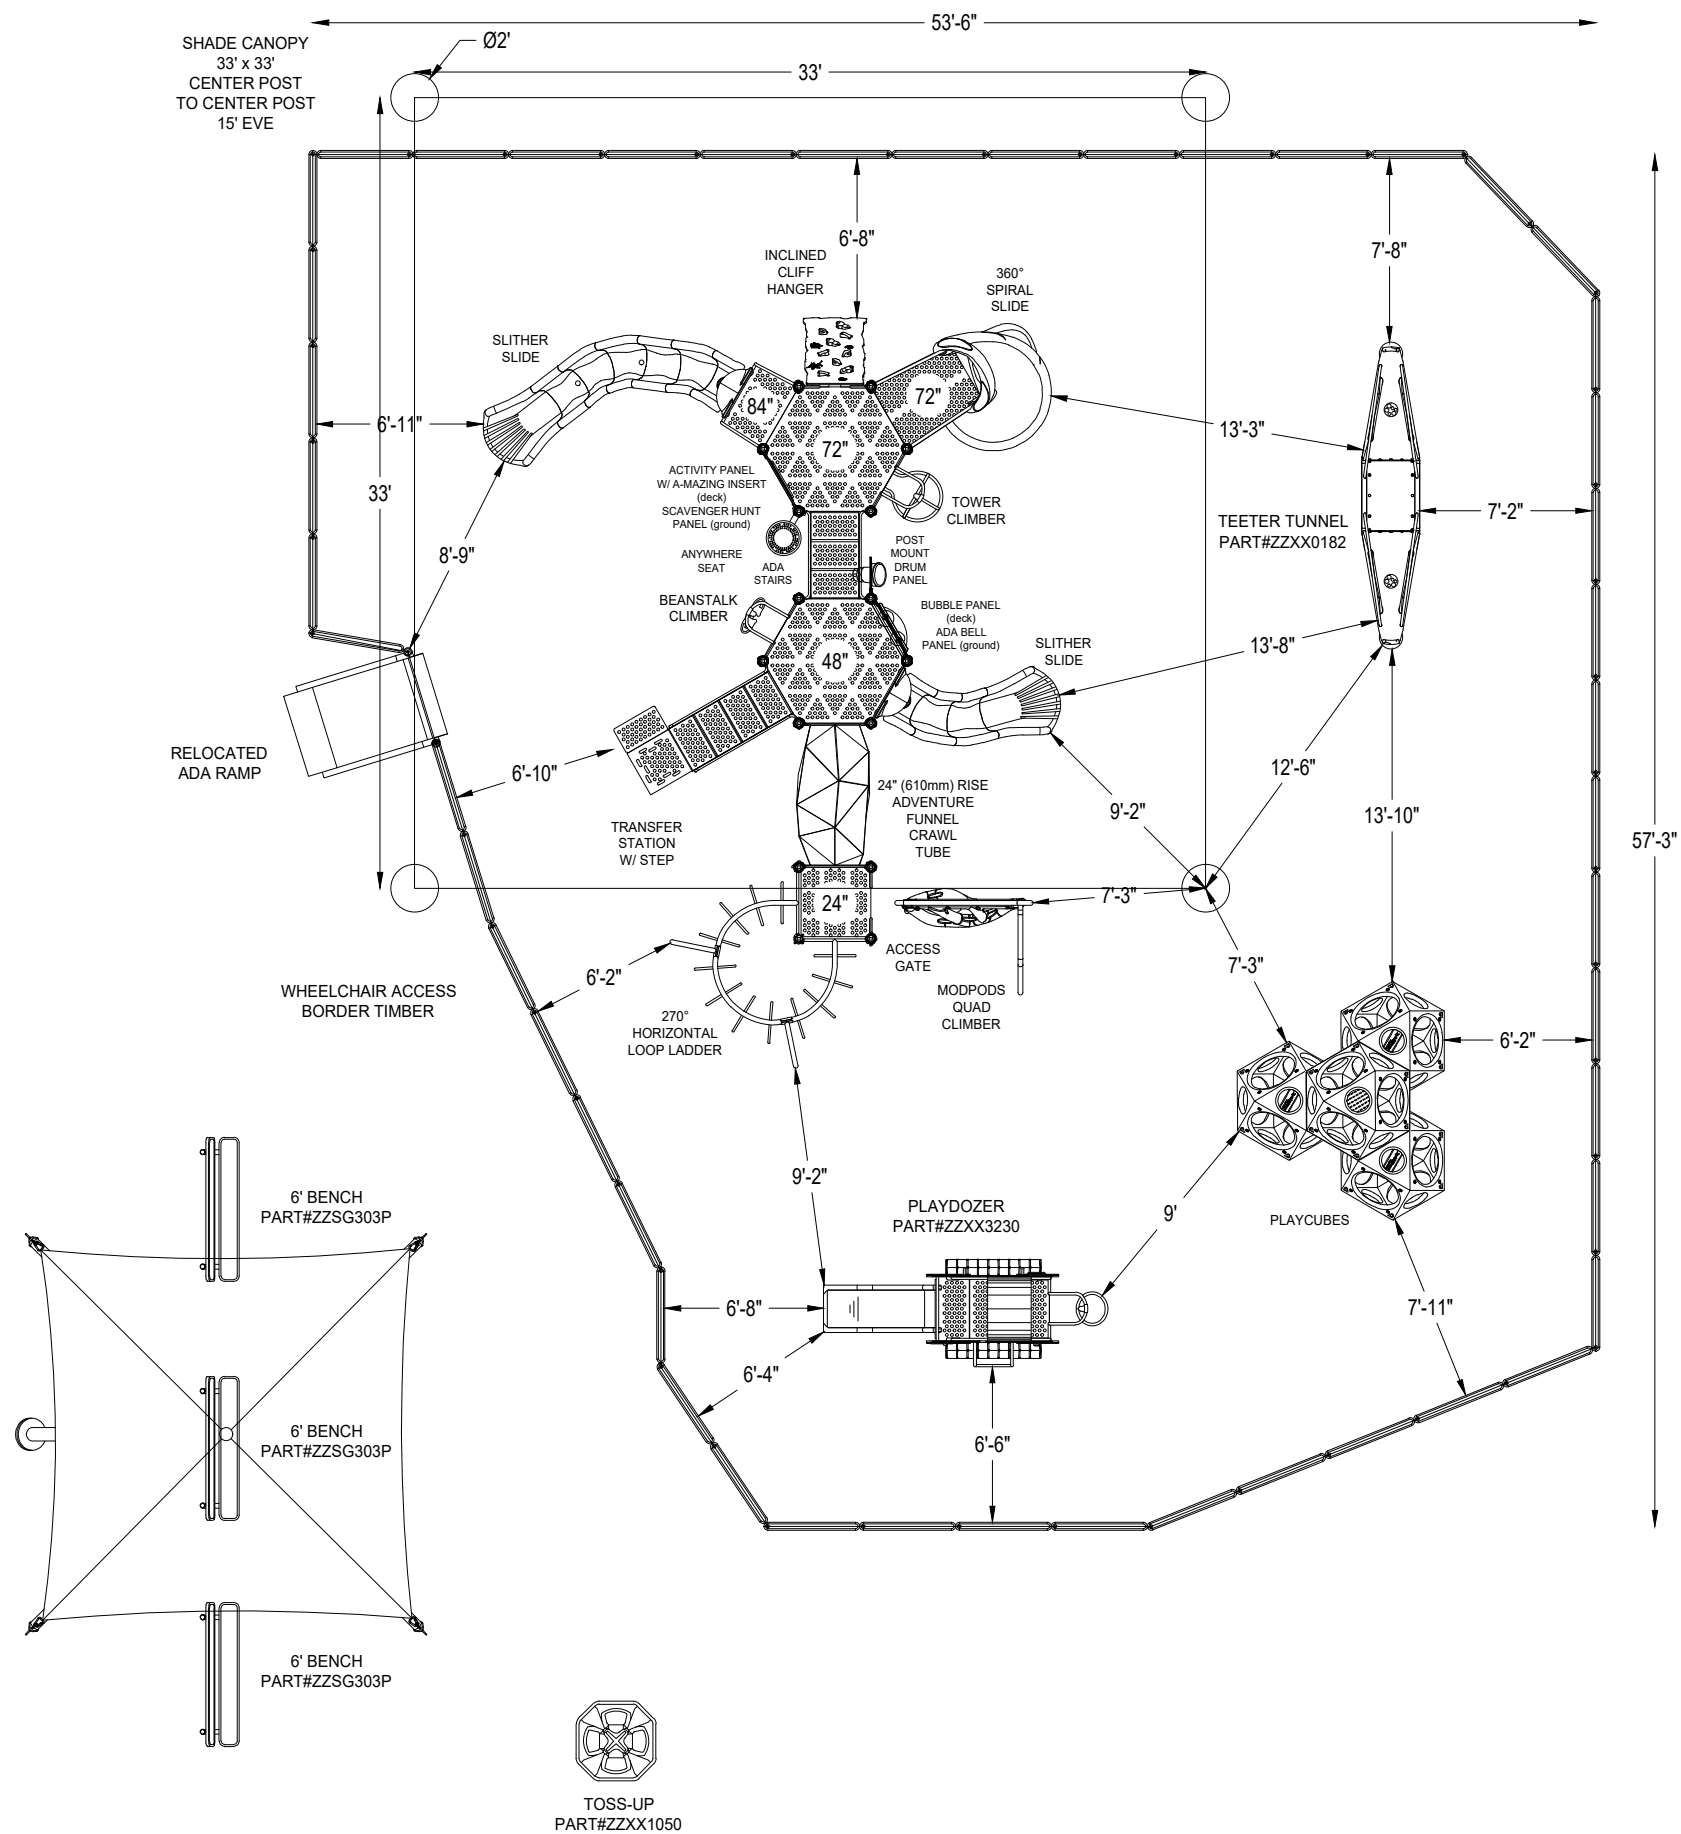 53'-6"
SHADE CANOPY
33' x 33'
CENTER POST
TO CENTER POST
15' EVE
Ø2'
33'
6'-8"
7'-8"
INCLINED
CLIFF
HANGER
360°
SPIRAL
SLIDE
SLITHER
SLIDE
84"
72"
72"
6'-11"
13'-3"
33'
8'-9"
ACTIVITY PANEL
W/ A-MAZING INSERT
(deck)
SCAVENGER HUNT
PANEL (ground)
TOWER
CLIMBER
TEETER TUNNEL
PART#ZZXX0182
7'-2"
ANYWHERE
SEAT
ADA
STAIRS
POST
MOUNT
DRUM
PANEL
BEANSTALK
CLIMBER
BUBBLE PANEL
(deck)
ADA BELL
PANEL (ground)
SLITHER
SLIDE
13'-8"
48"
RELOCATED
ADA RAMP
6'-10"
12'-6"
24" (610mm) RISE
ADVENTURE
FUNNEL
CRAWL
TUBE
9'-2"
13'-10"
57'-3"
TRANSFER
STATION
W/ STEP
24"
7'-3"
ACCESS
GATE
6'-2"
7'-3"
WHEELCHAIR ACCESS
BORDER TIMBER
MODPODS
QUAD
CLIMBER
270°
HORIZONTAL
LOOP LADDER
6'-2"
9'-2"
6' BENCH
PART#ZZSG303P
PLAYDOZER
PART#ZZXX3230
9'
PLAYCUBES
6'-8"
7'-11"
6'-4"
6'-6"
6' BENCH
PART#ZZSG303P
6' BENCH
PART#ZZSG303P
TOSS-UP
PART#ZZXX1050